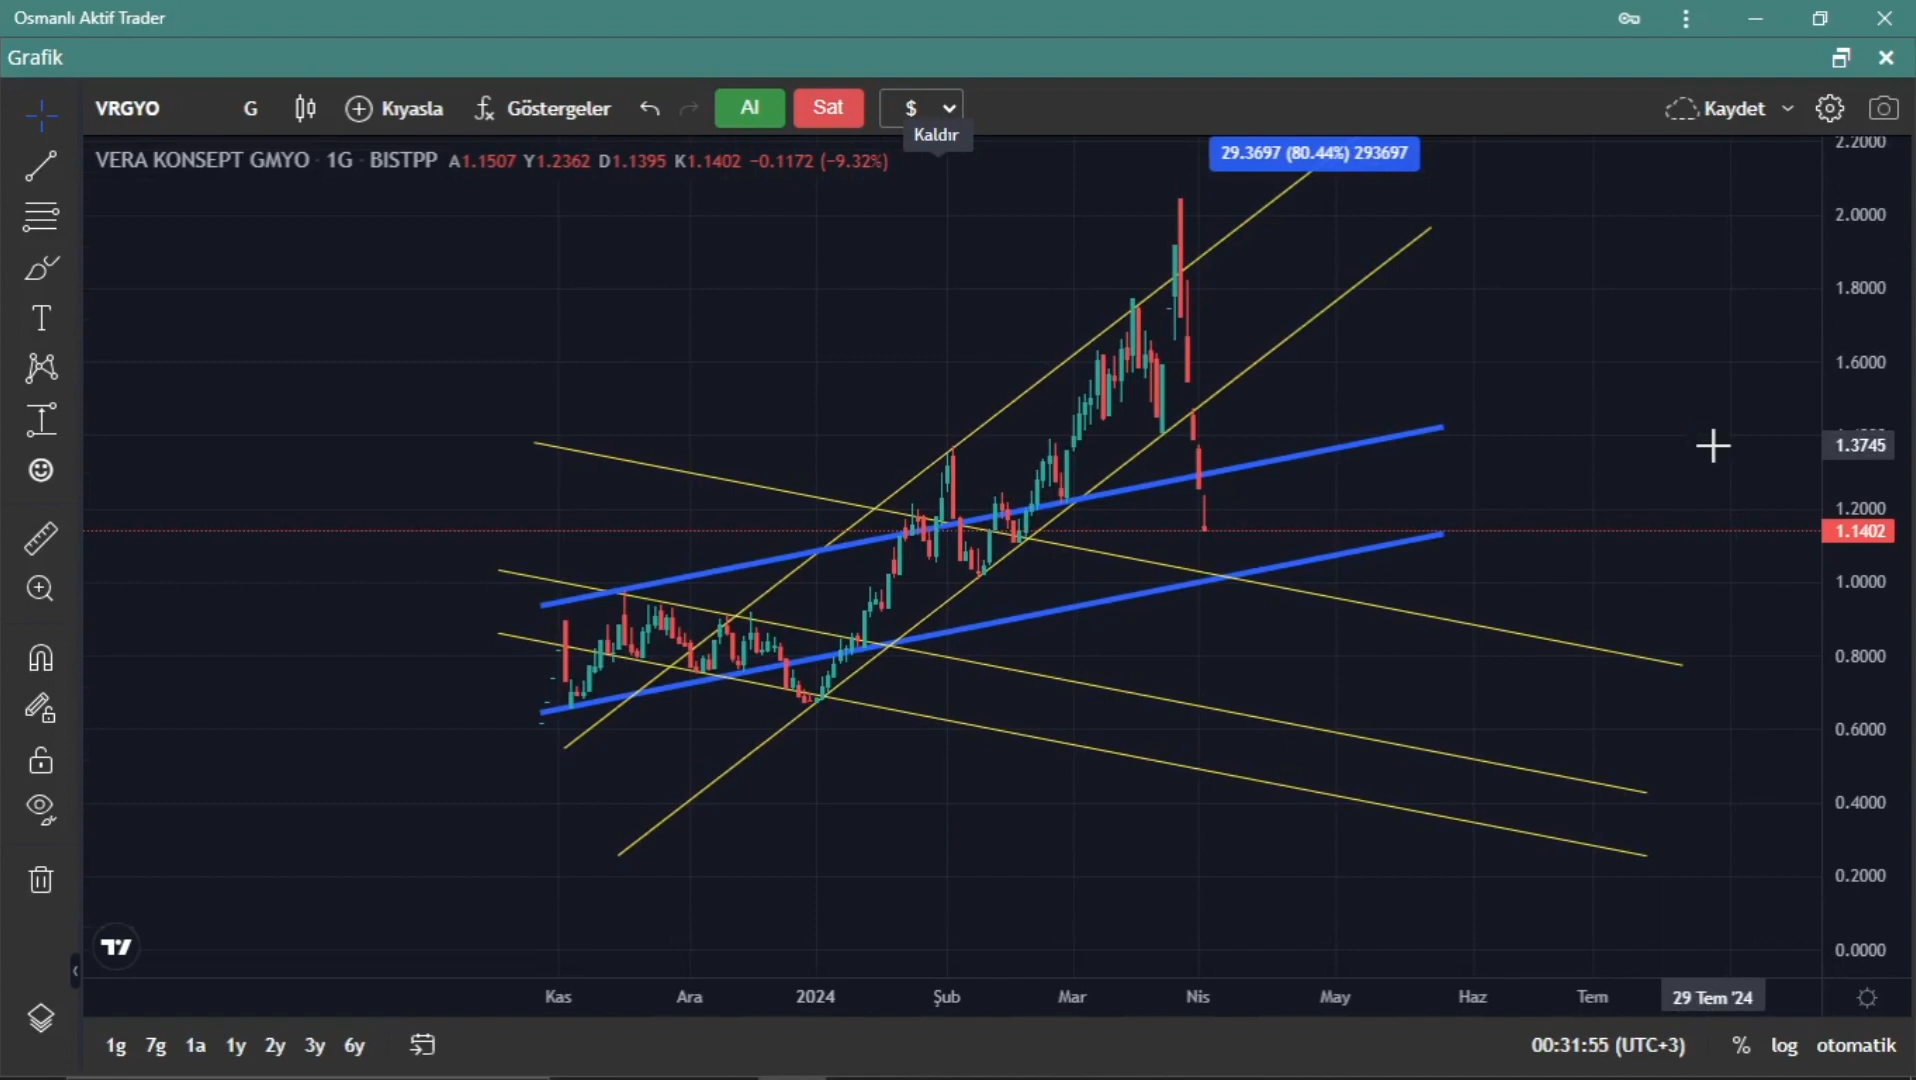 Osmanlı Aktif Trader
Grafik
VRGYO G Kıyasla Göstergeler Al Sat $ Kaydet
Kaldır
VERA KONSEPT GMYO · 1G · BISTPP A1.1507 Y1.2362 D1.1395 K1.1402 −0.1172 (−9.32%)
29.3697 (80.44%) 293697
2.2000
2.0000
1.8000
1.6000
1.3745
1.2000
1.1402
1.0000
0.8000
0.6000
0.4000
0.2000
0.0000
Kas Ara 2024 Şub Mar Nis May Haz Tem 29 Tem '24
1g 7g 1a 1y 2y 3y 6y 00:31:55 (UTC+3) % log otomatik